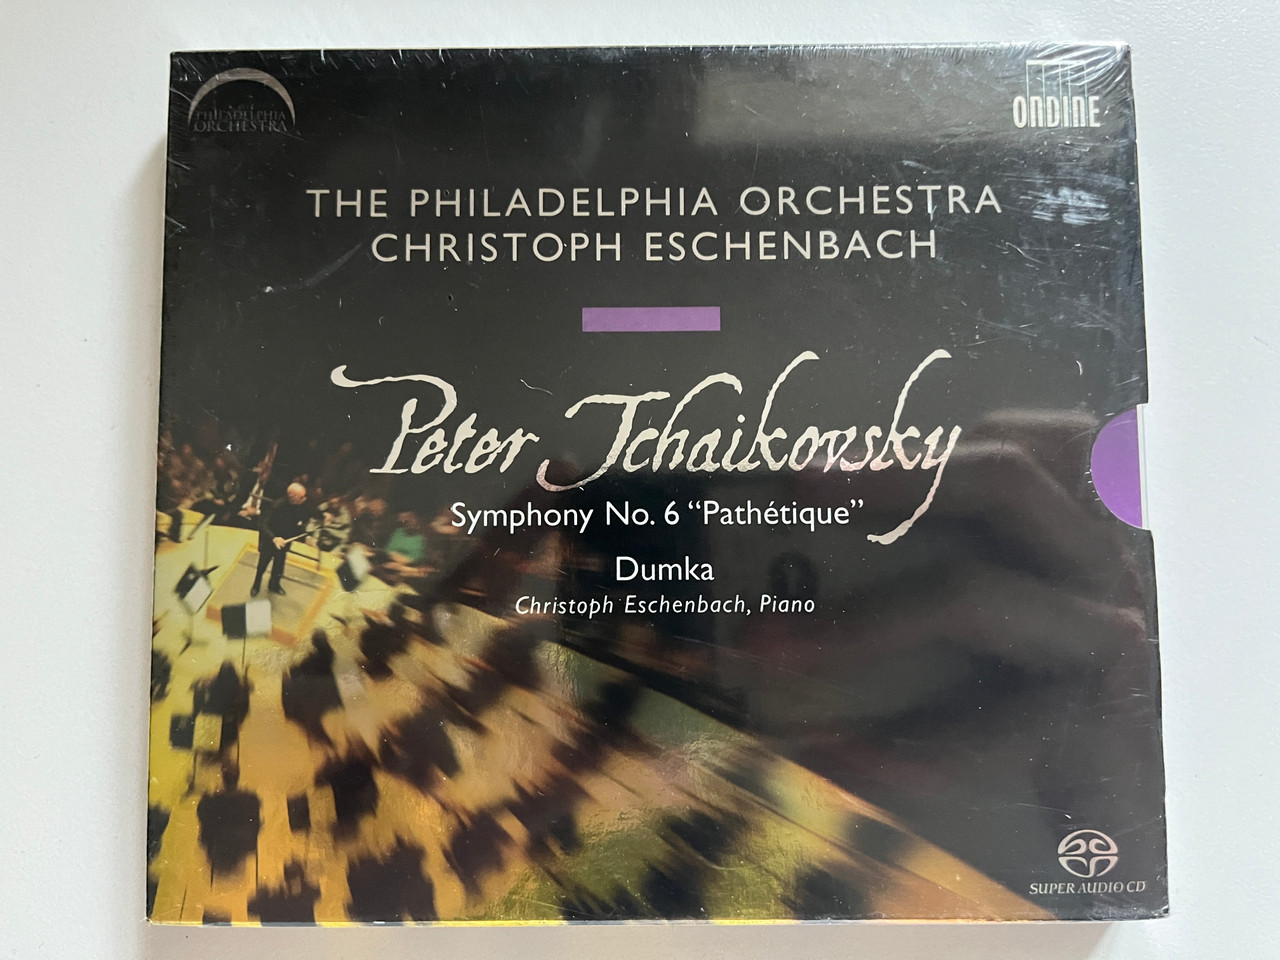 THE PHILADELPHIA
ORCHESTRA
ONDINE
THE PHILADELPHIA ORCHESTRA
CHRISTOPH ESCHENBACH
Peter Tchaikovsky
Symphony No. 6 “Pathétique”
Dumka
Christoph Eschenbach, Piano
SUPER AUDIO CD